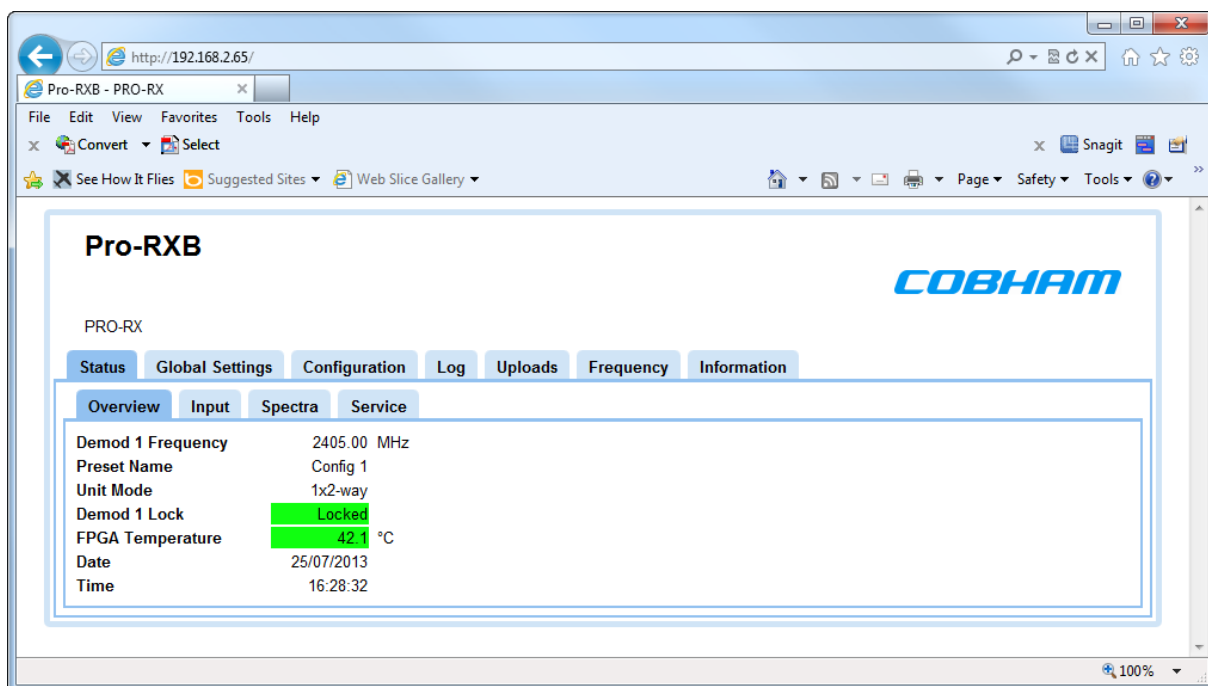 http://192.168.2.65/
Pro-RXB - PRO-RX
File Edit View Favorites Tools Help
x Convert Select x Snagit
See How It Flies Suggested Sites Web Slice Gallery Page Safety Tools »
Pro-RXB
COBHAM
PRO-RX
Status Global Settings Configuration Log Uploads Frequency Information
Overview Input Spectra Service
Demod 1 Frequency 2405.00 MHz
Preset Name Config 1
Unit Mode 1x2-way
Demod 1 Lock Locked
FPGA Temperature 42.1 °C
Date 25/07/2013
Time 16:28:32
100%